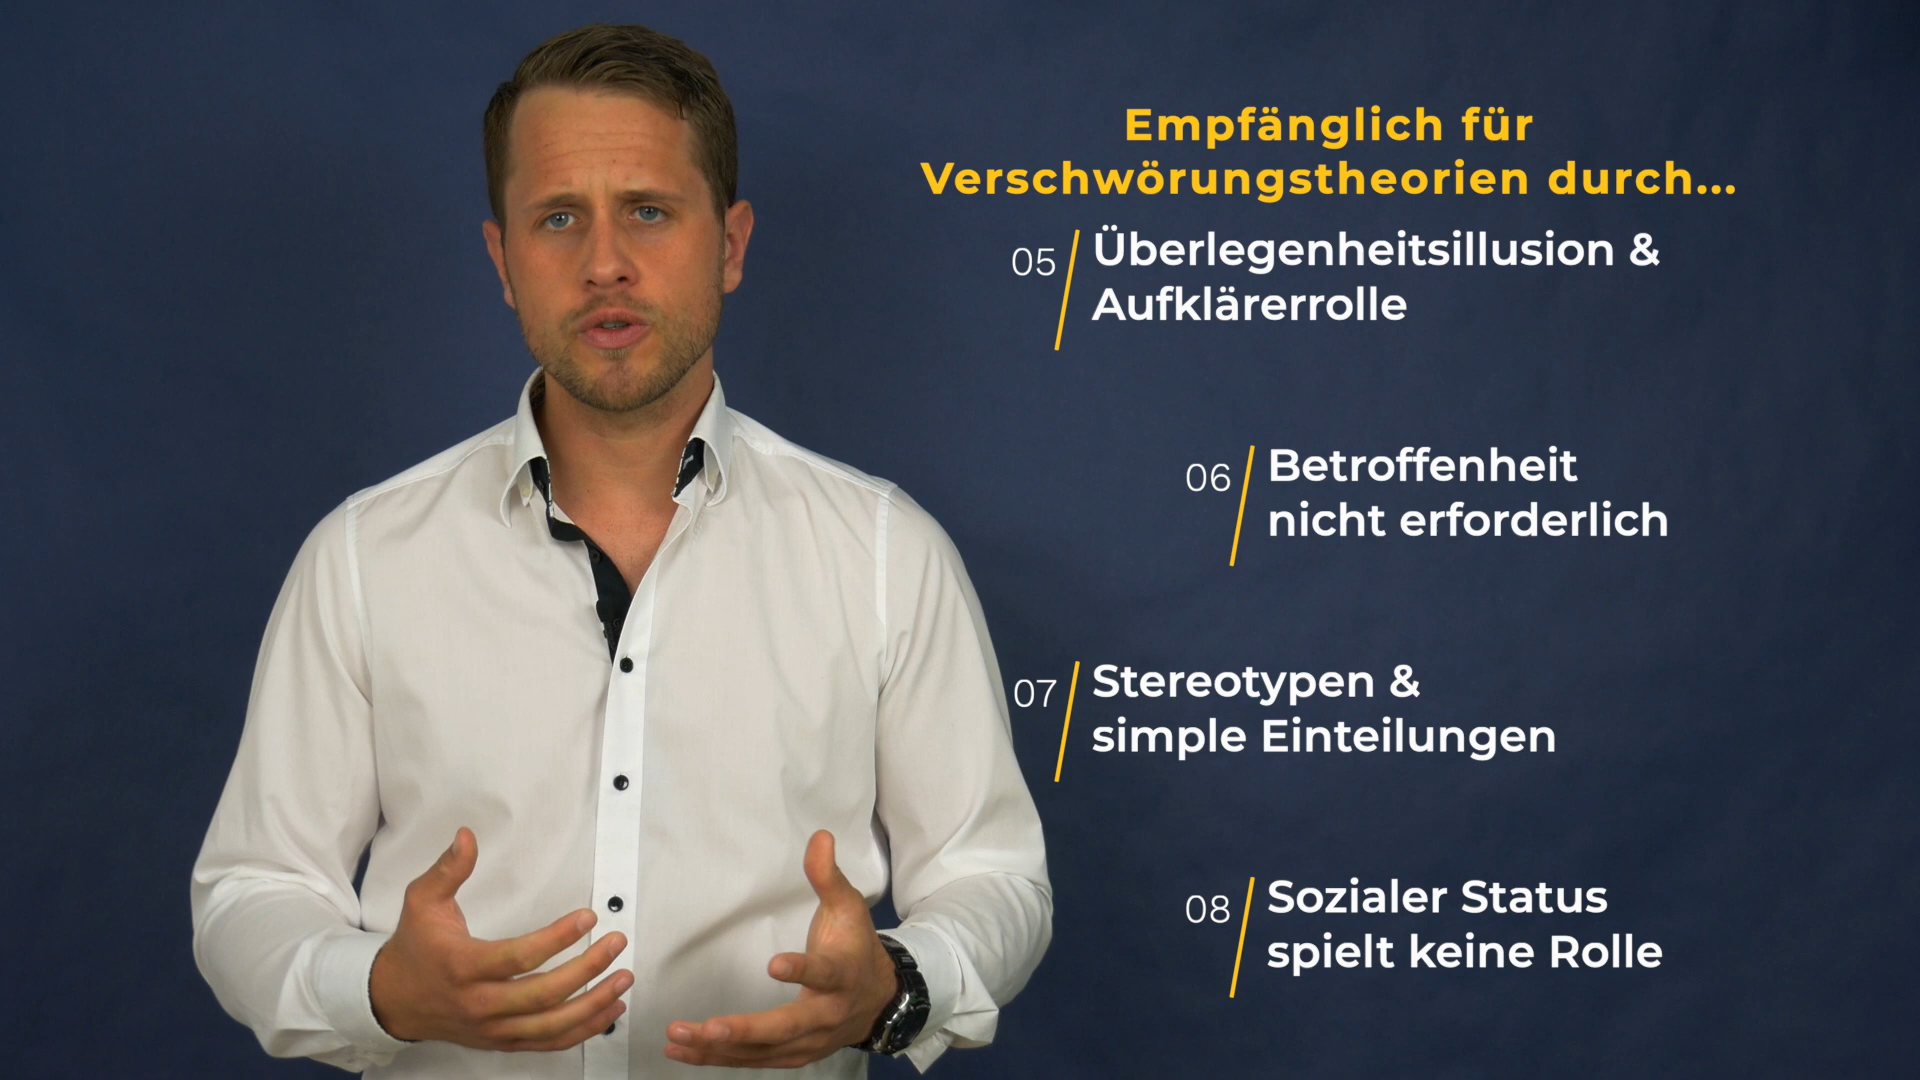 Empfänglich für
Verschwörungstheorien durch...
05
Überlegenheitsillusion &
Aufklärerrolle
06
Betroffenheit
nicht erforderlich
07
Stereotypen &
simple Einteilungen
08
Sozialer Status
spielt keine Rolle